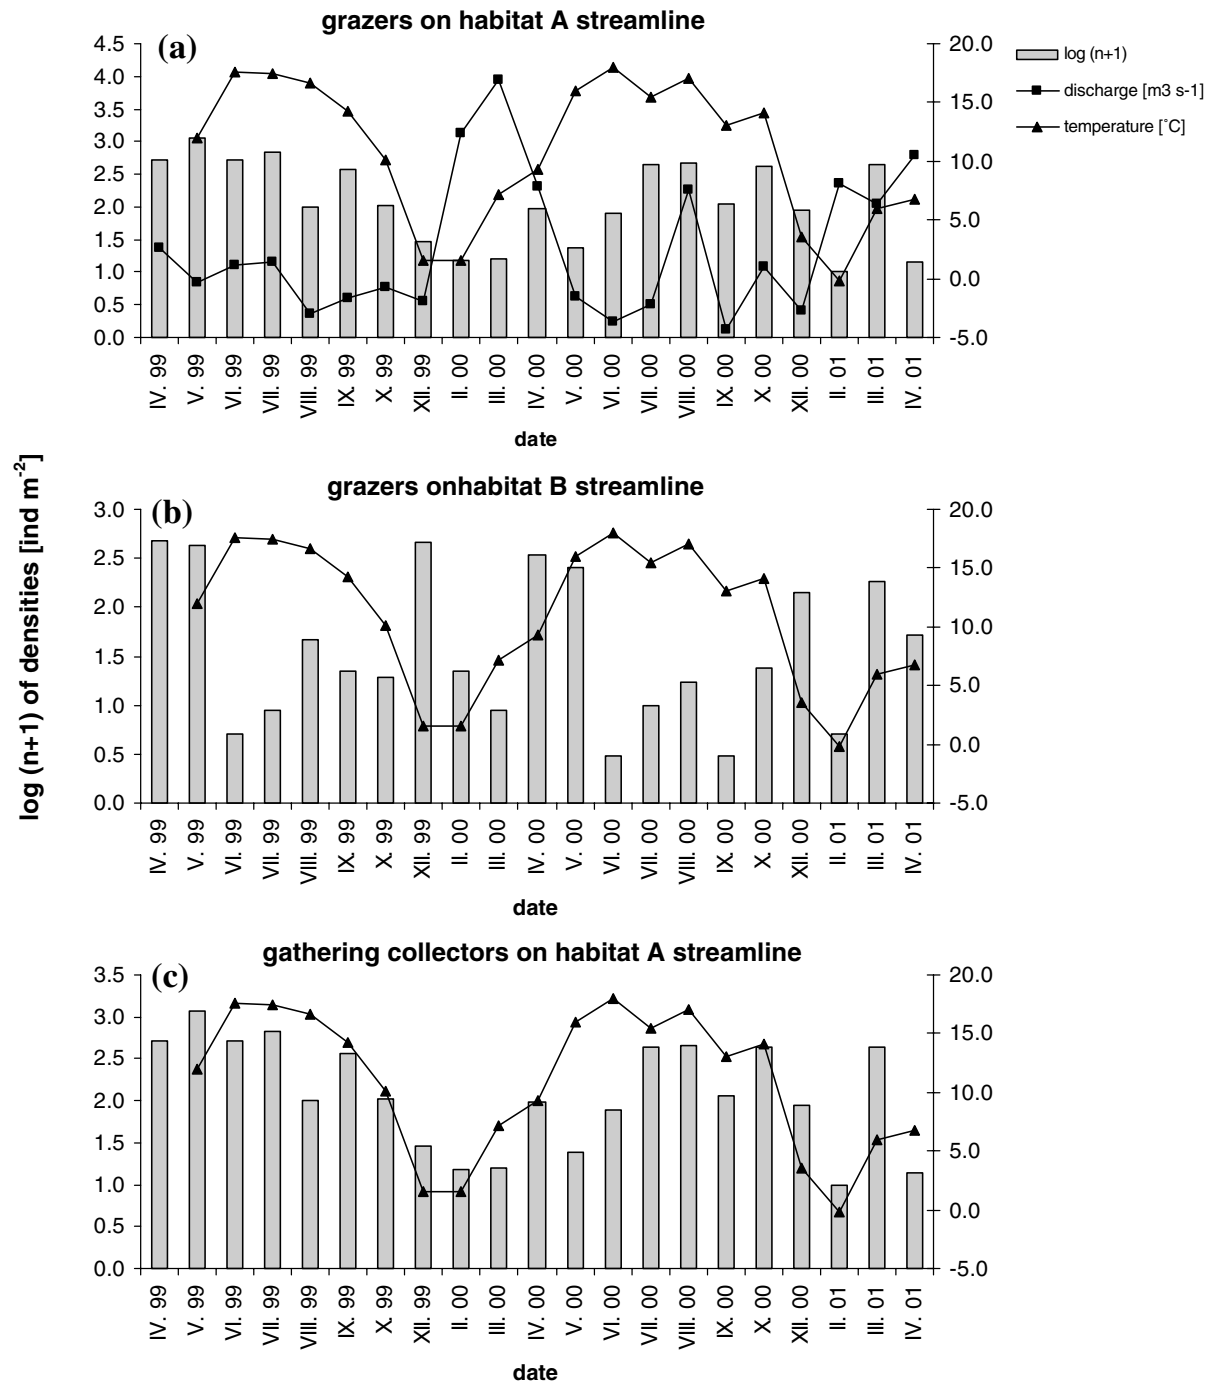 grazers on habitat A streamline
(a)
4.5
4.0
3.5
3.0
2.5
2.0
1.5
1.0
0.5
0.0
20.0
15.0
10.0
5.0
0.0
-5.0
log (n+1)
discharge [m3 s-1]
temperature [˚C]
IV. 99
V. 99
VI. 99
VII. 99
VIII. 99
IX. 99
X. 99
XII. 99
II. 00
III. 00
IV. 00
V. 00
VI. 00
VII. 00
VIII. 00
IX. 00
X. 00
XII. 00
II. 01
III. 01
IV. 01
date
log (n+1) of densities [ind m-2]
grazers onhabitat B streamline
(b)
3.0
2.5
2.0
1.5
1.0
0.5
0.0
20.0
15.0
10.0
5.0
0.0
-5.0
IV. 99
V. 99
VI. 99
VII. 99
VIII. 99
IX. 99
X. 99
XII. 99
II. 00
III. 00
IV. 00
V. 00
VI. 00
VII. 00
VIII. 00
IX. 00
X. 00
XII. 00
II. 01
III. 01
IV. 01
date
gathering collectors on habitat A streamline
(c)
3.5
3.0
2.5
2.0
1.5
1.0
0.5
0.0
20.0
15.0
10.0
5.0
0.0
-5.0
IV. 99
V. 99
VI. 99
VII. 99
VIII. 99
IX. 99
X. 99
XII. 99
II. 00
III. 00
IV. 00
V. 00
VI. 00
VII. 00
VIII. 00
IX. 00
X. 00
XII. 00
II. 01
III. 01
IV. 01
date